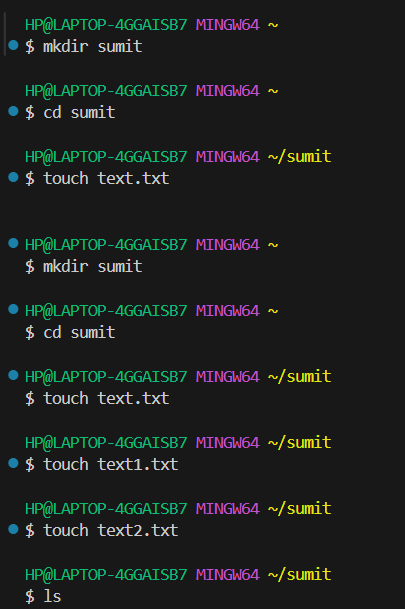 HP@LAPTOP-4GGAISB7 MINGW64 ~
$ mkdir sumit
HP@LAPTOP-4GGAISB7 MINGW64 ~
$ cd sumit
HP@LAPTOP-4GGAISB7 MINGW64 ~/sumit
$ touch text.txt
HP@LAPTOP-4GGAISB7 MINGW64 ~
$ mkdir sumit
HP@LAPTOP-4GGAISB7 MINGW64 ~
$ cd sumit
HP@LAPTOP-4GGAISB7 MINGW64 ~/sumit
$ touch text.txt
HP@LAPTOP-4GGAISB7 MINGW64 ~/sumit
$ touch text1.txt
HP@LAPTOP-4GGAISB7 MINGW64 ~/sumit
$ touch text2.txt
HP@LAPTOP-4GGAISB7 MINGW64 ~/sumit
$ ls